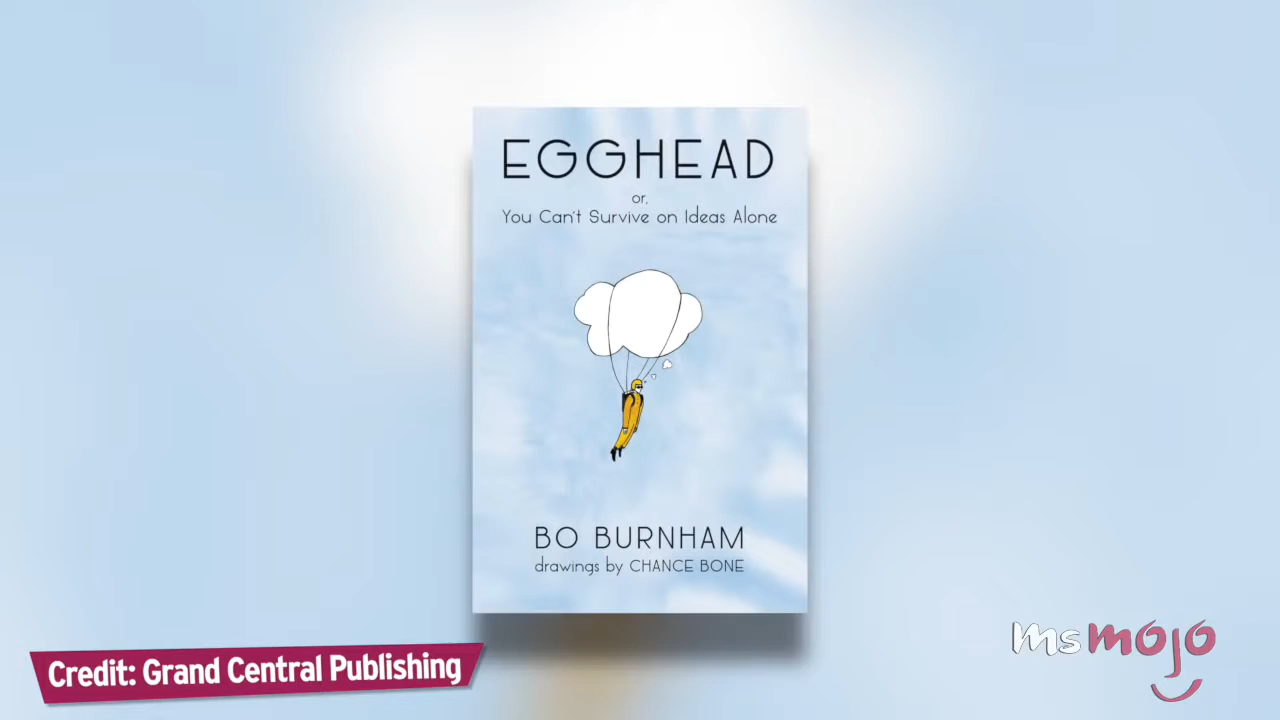 EGGHEAD
or,
You Can't Survive on Ideas Alone
BO BURNHAM
drawings by CHANCE BONE
Credit: Grand Central Publishing
msmojo